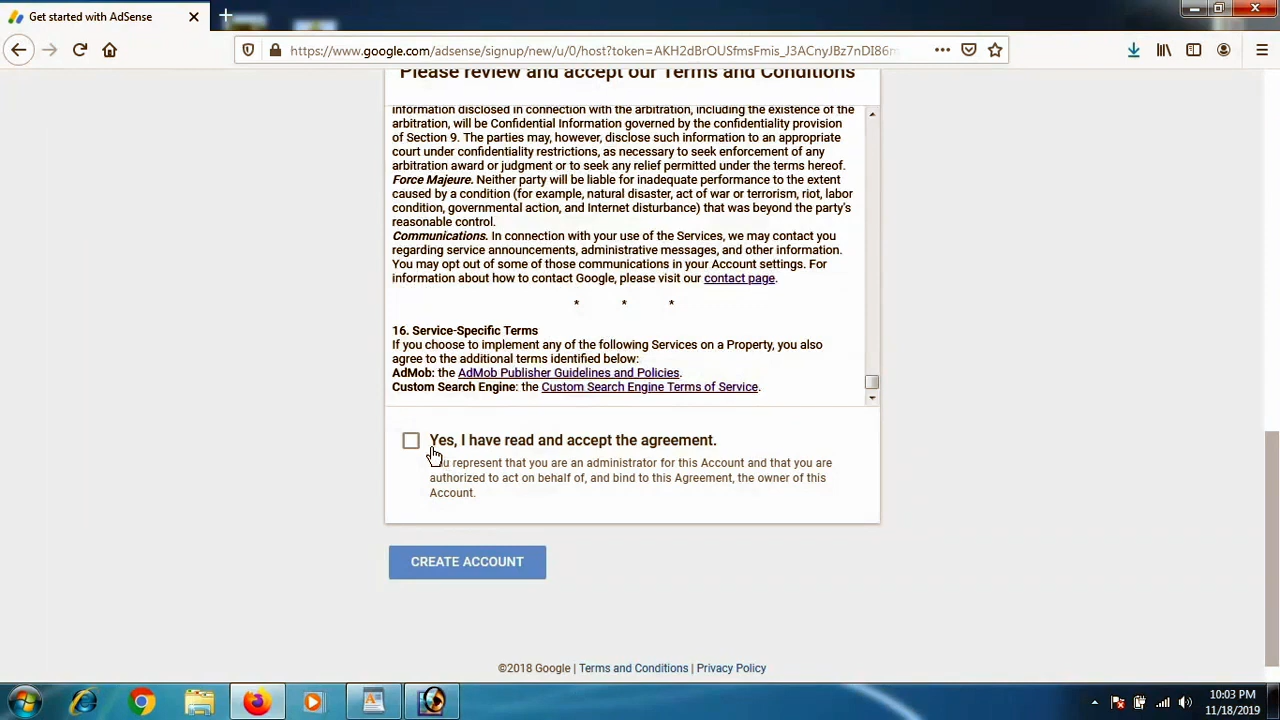 Get started with AdSense
https://www.google.com/adsense/signup/new/u/0/host?token=AKH2dBrOUSfmsFmis_J3ACnyJBz7nDI86m
Please review and accept our Terms and Conditions
information disclosed in connection with the arbitration, including the existence of the
arbitration, will be Confidential Information governed by the confidentiality provision
of Section 9. The parties may, however, disclose such information to an appropriate
court under confidentiality restrictions, as necessary to seek enforcement of any
arbitration award or judgment or to seek any relief permitted under the terms hereof.
Force Majeure. Neither party will be liable for inadequate performance to the extent
caused by a condition (for example, natural disaster, act of war or terrorism, riot, labor
condition, governmental action, and Internet disturbance) that was beyond the party's
reasonable control.
Communications. In connection with your use of the Services, we may contact you
regarding service announcements, administrative messages, and other information.
You may opt out of some of those communications in your Account settings. For
information about how to contact Google, please visit our contact page.
* * *
16. Service-Specific Terms
If you choose to implement any of the following Services on a Property, you also
agree to the additional terms identified below:
AdMob: the AdMob Publisher Guidelines and Policies.
Custom Search Engine: the Custom Search Engine Terms of Service.
Yes, I have read and accept the agreement.
You represent that you are an administrator for this Account and that you are
authorized to act on behalf of, and bind to this Agreement, the owner of this
Account.
CREATE ACCOUNT
©2018 Google | Terms and Conditions | Privacy Policy
10:03 PM
11/18/2019